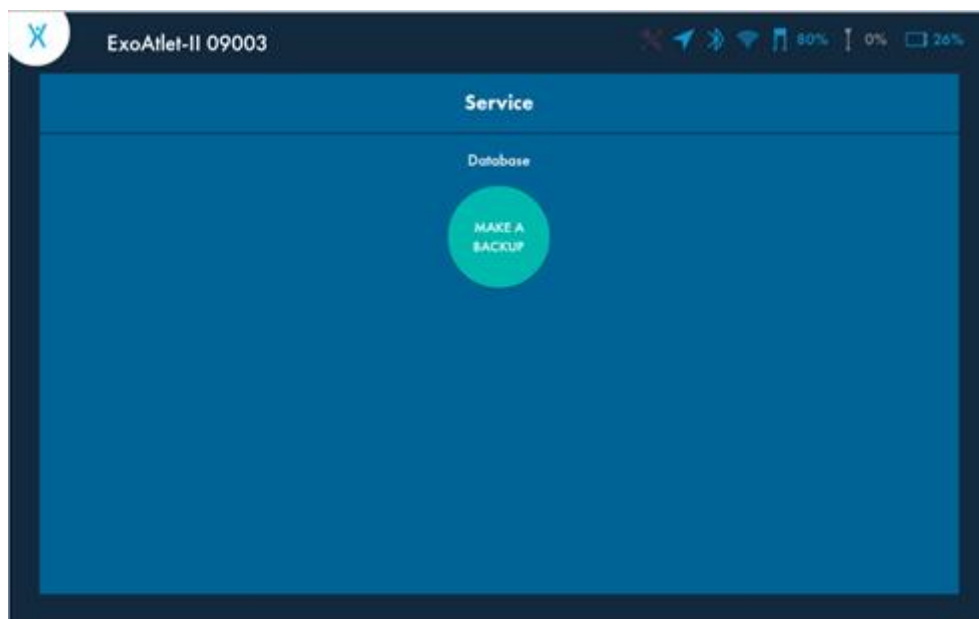 ExoAtlet-II 09003
80%
0%
26%
Service
Database
MAKE A
BACKUP